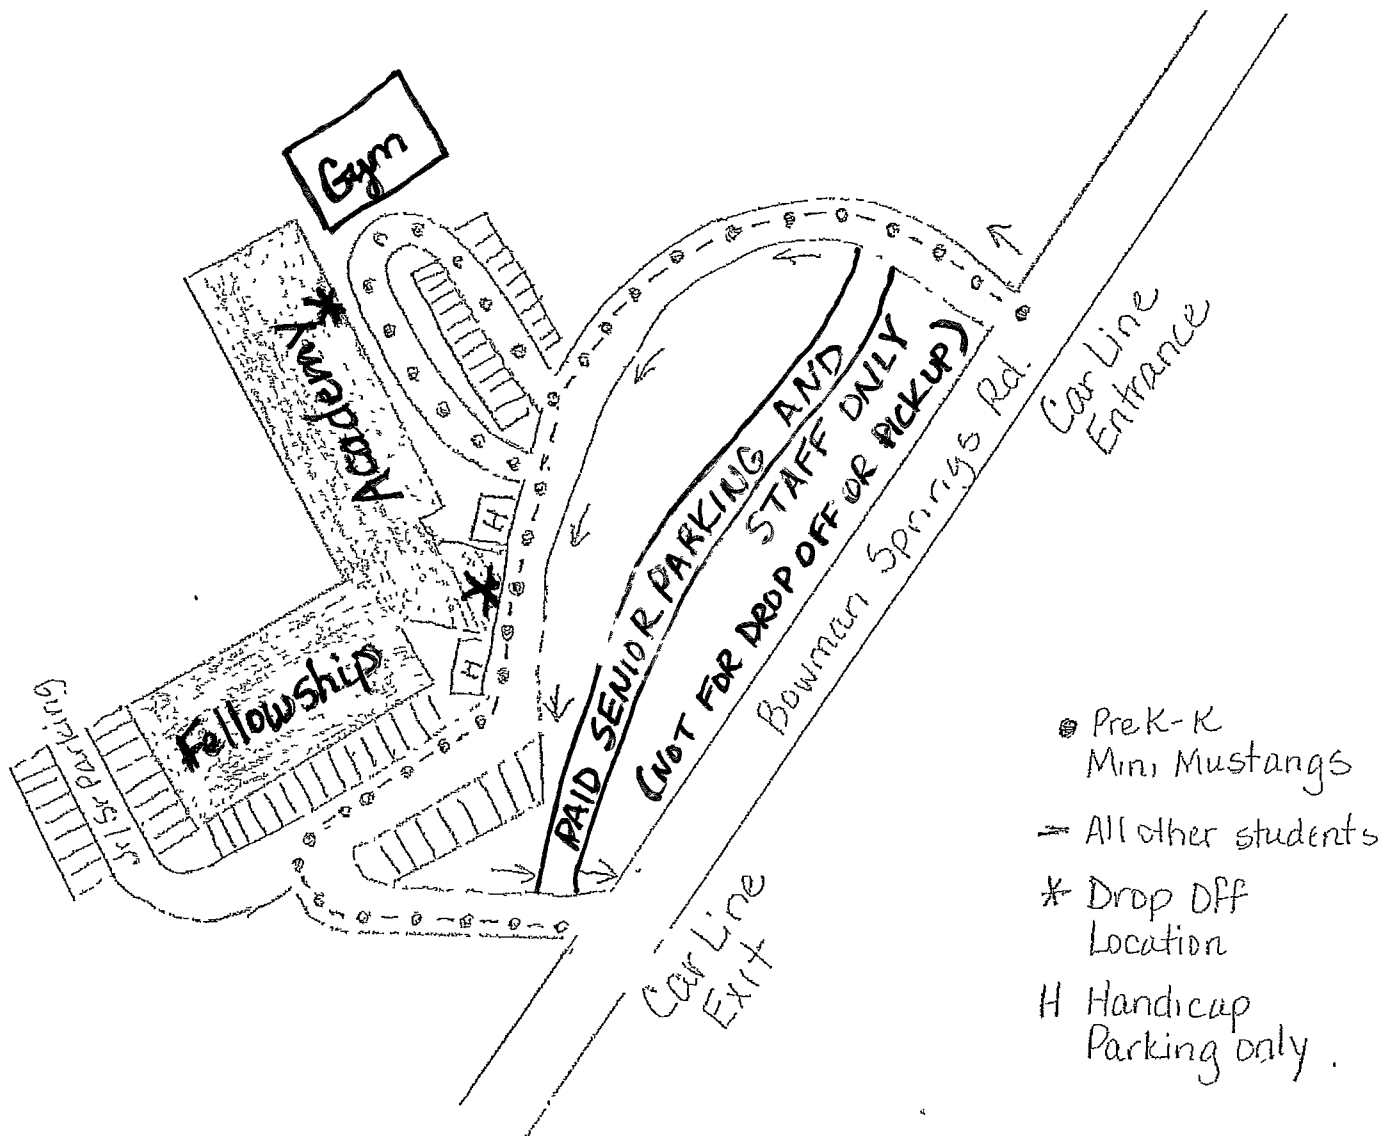 Gym
Academy
*
Car Line
Entrance
PAID SENIOR PARKING AND
STAFF ONLY
(NOT FOR DROP OFF OR PICKUP)
Bowman Springs Rd.
H
*
H
Fellowship
Jr/Sr Parking
Car Line
Exit
PreK-K
Mini Mustangs
- All other students
* Drop Off
Location
H Handicap
Parking only.